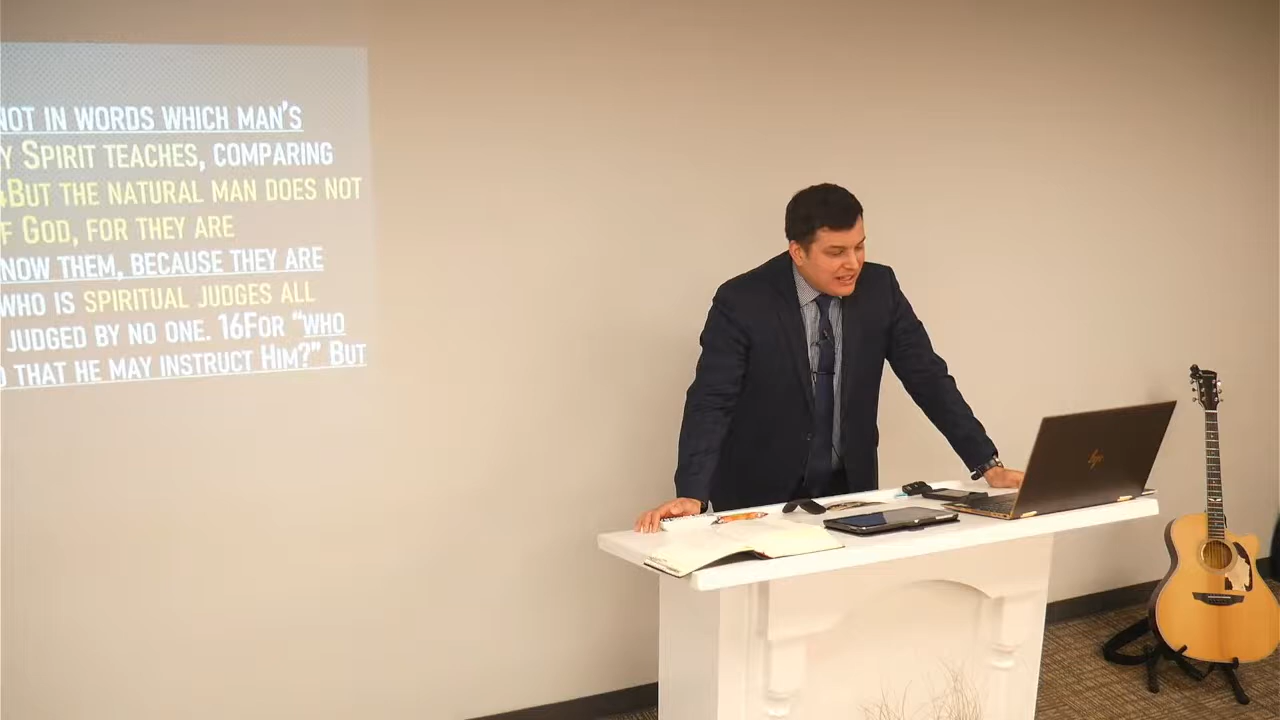 NOT IN WORDS WHICH MAN'S
Y SPIRIT TEACHES, COMPARING
4BUT THE NATURAL MAN DOES NOT
F GOD, FOR THEY ARE
NOW THEM, BECAUSE THEY ARE
WHO IS SPIRITUAL JUDGES ALL
JUDGED BY NO ONE. 16FOR “WHO
D THAT HE MAY INSTRUCT HIM?” BUT
hp